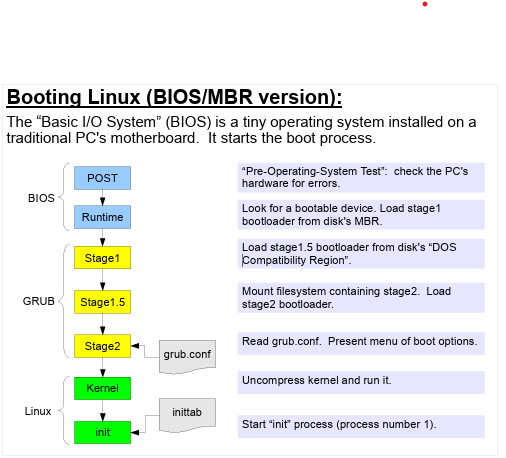 Booting Linux (BIOS/MBR version):
The “Basic I/O System” (BIOS) is a tiny operating system installed on a
traditional PC's motherboard.  It starts the boot process.
BIOS
POST
“Pre-Operating-System Test”:  check the PC's
hardware for errors.
Runtime
Look for a bootable device. Load stage1
bootloader from disk's MBR.
GRUB
Stage1
Load stage1.5 bootloader from disk's “DOS
Compatibility Region”.
Stage1.5
Mount filesystem containing stage2.  Load
stage2 bootloader.
Stage2
grub.conf
Read grub.conf.  Present menu of boot options.
Linux
Kernel
Uncompress kernel and run it.
inittab
init
Start “init” process (process number 1).